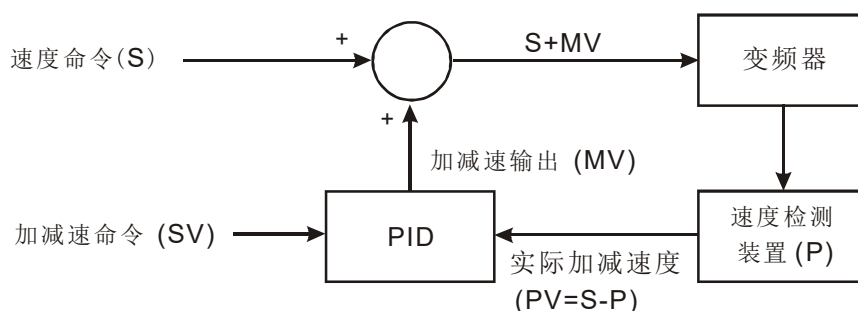 +
S+MV
速度命令(S)
变频器
+
加减速输出 (MV)
加减速命令 (SV)
PID
速度检测
装置(P)
实际加减速度
(PV=S-P)